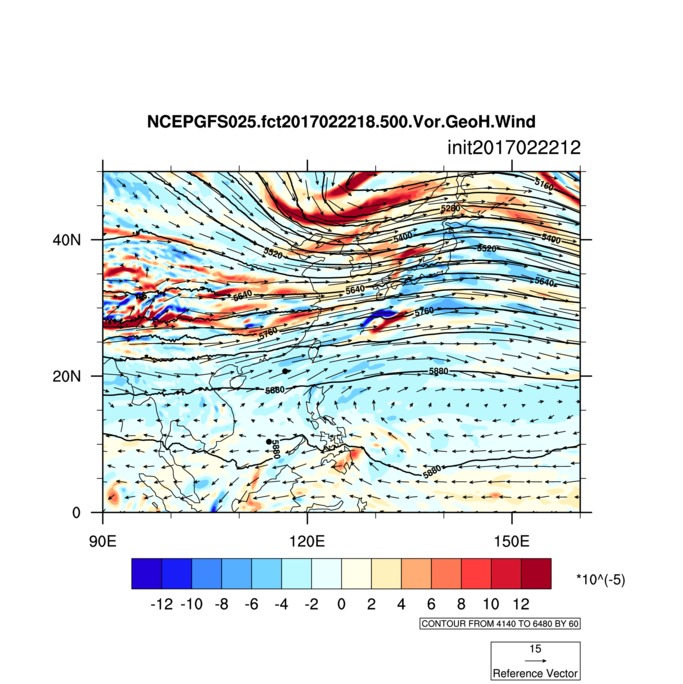 NCEPGFS025.fct2017022218.500.Vor.GeoH.Wind
init2017022212
5160
5280
5400
5400
5520
5520
5640
5640
5640
5760
5760
5880
5880
5880
5880
40N
20N
0
90E 120E 150E
-12 -10 -8 -6 -4 -2 0 2 4 6 8 10 12
*10^(-5)
CONTOUR FROM 4140 TO 6480 BY 60
15
Reference Vector